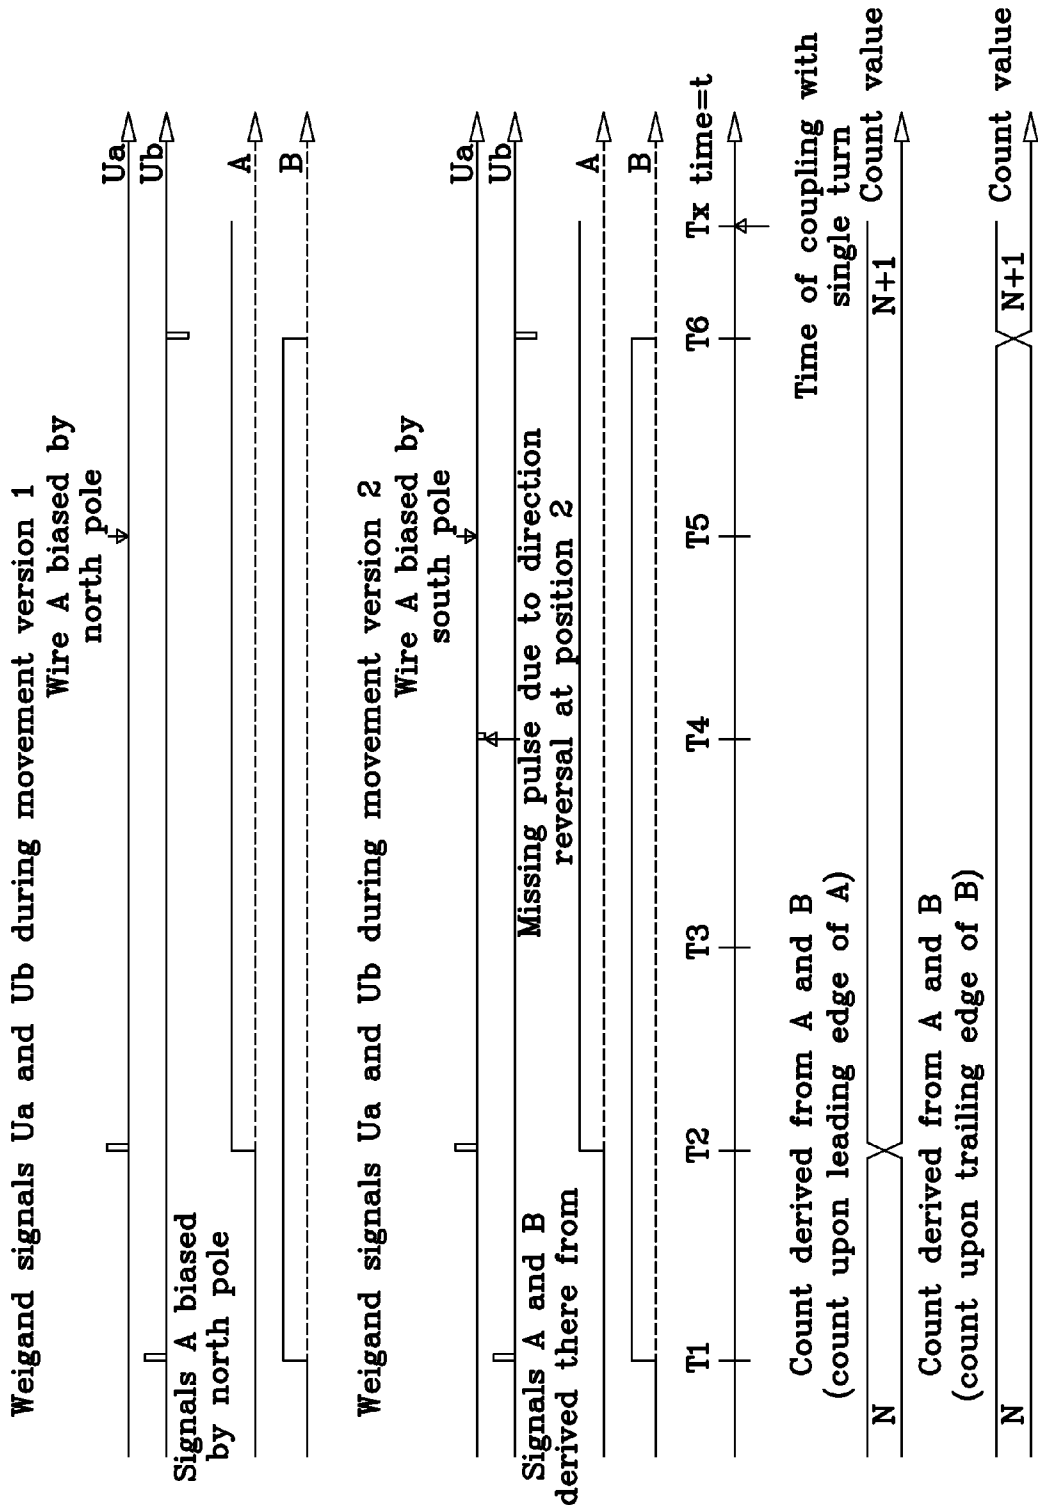 Weigand signals Ua and Ub during movement version 1
Wire A biased by
north pole
Ua
Ub
Signals A biased
by north pole
A
B
Weigand signals Ua and Ub during movement version 2
Wire A biased by
south pole
Ua
Ub
Signals A and B
derived there from
Missing pulse due to direction
reversal at position 2
A
B
T1 T2 T3 T4 T5 T6 Tx time=t
Time of coupling with
single turn
Count derived from A and B
(count upon leading edge of A)
N N+1 Count value
Count derived from A and B
(count upon trailing edge of B)
N N+1 Count value